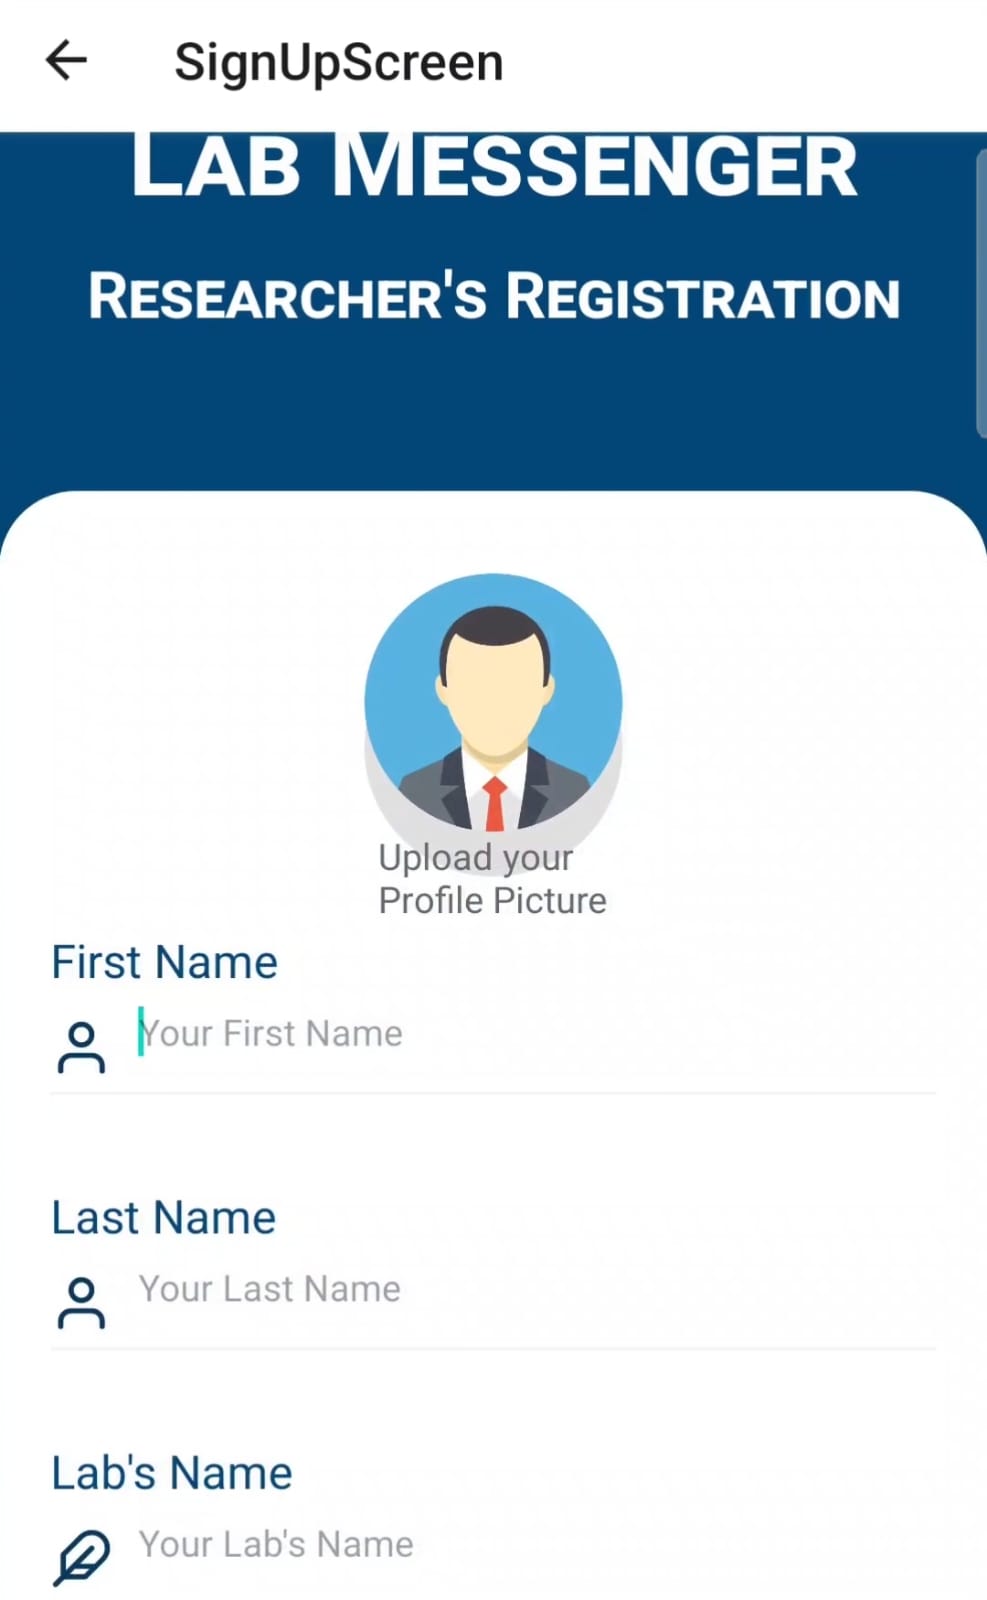 SignUpScreen
LAB MESSENGER
RESEARCHER'S REGISTRATION
Upload your
Profile Picture
First Name
Your First Name
Last Name
Your Last Name
Lab's Name
Your Lab's Name